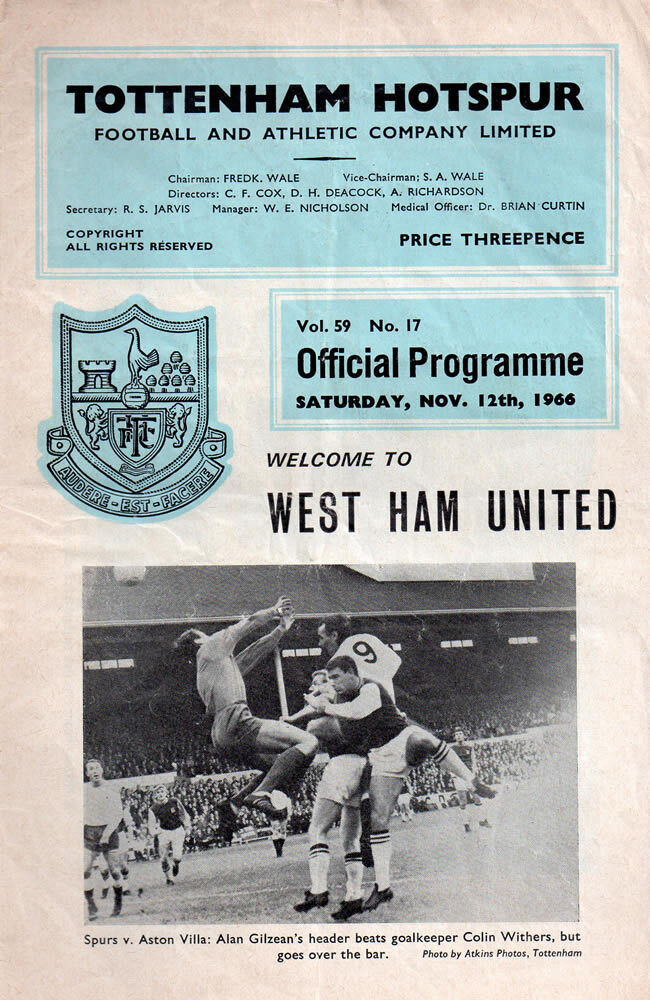 TOTTENHAM HOTSPUR
FOOTBALL AND ATHLETIC COMPANY LIMITED
Chairman: FREDK. WALE Vice-Chairman: S. A. WALE
Directors: C. F. COX, D. H. DEACOCK, A. RICHARDSON
Secretary: R. S. JARVIS Manager: W. E. NICHOLSON Medical Officer: Dr. BRIAN CURTIN
COPYRIGHT
ALL RIGHTS RESERVED
PRICE THREEPENCE
Vol. 59 No. 17
Official Programme
SATURDAY, NOV. 12th, 1966
AUDERE-EST-FACERE
WELCOME TO
WEST HAM UNITED
9
Spurs v. Aston Villa: Alan Gilzean's header beats goalkeeper Colin Withers, but
goes over the bar. Photo by Atkins Photos, Tottenham